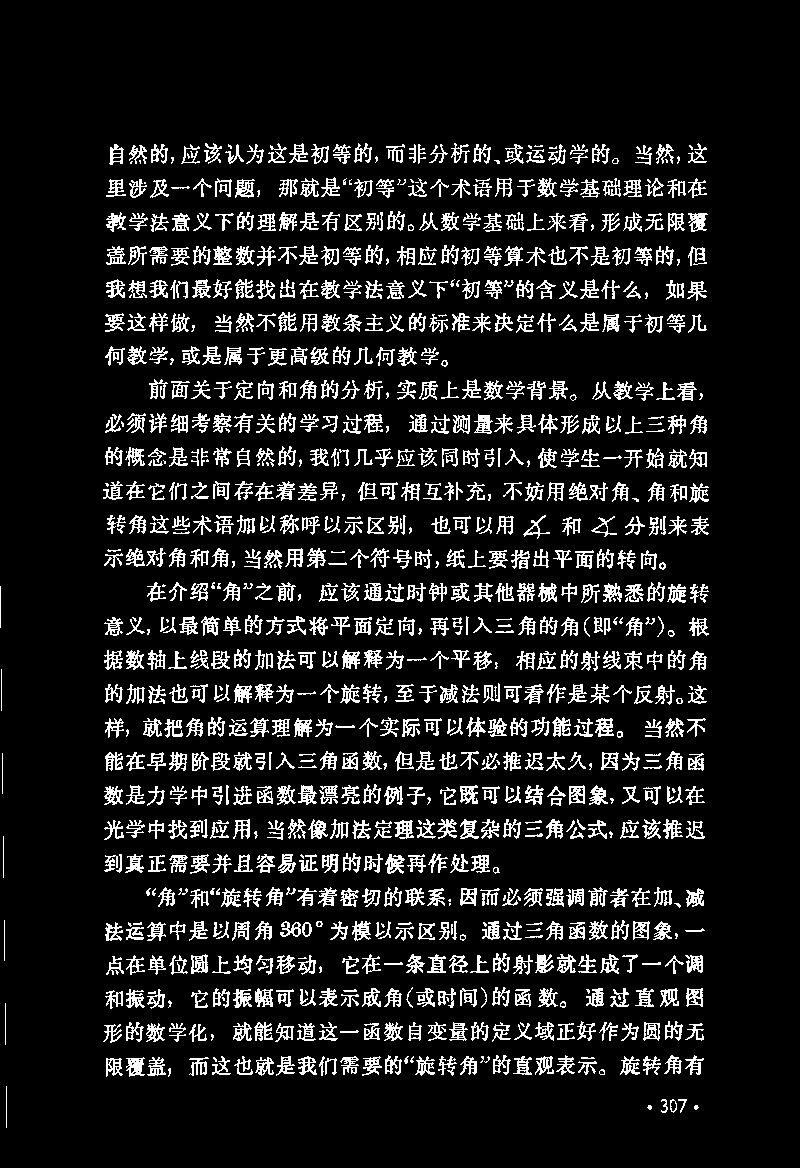 自然的,应该认为这是初等的,而非分析的、或运动学的。当然,这
里涉及一个问题，那就是“初等”这个术语用于数学基础理论和在
教学法意义下的理解是有区别的。从数学基础上来看,形成无限覆
盖所需要的整数并不是初等的,相应的初等算术也不是初等的,但
我想我们最好能找出在教学法意义下“初等”的含义是什么，如果
要这样做，当然不能用教条主义的标准来决定什么是属于初等几
何教学,或是属于更高级的几何教学。
前面关于定向和角的分析,实质上是数学背景。从教学上看,
必须详细考察有关的学习过程，通过测量来具体形成以上三种角
的概念是非常自然的,我们几乎应该同时引入,使学生一开始就知
道在它们之间存在着差异，但可相互补充，不妨用绝对角、角和旋
转角这些术语加以称呼以示区别，也可以用 和 分别来表
示绝对角和角,当然用第二个符号时,纸上要指出平面的转向。
在介绍“角”之前，应该通过时钟或其他器械中所熟悉的旋转
意义,以最简单的方式将平面定向,再引入三角的角(即“角”)。根
据数轴上线段的加法可以解释为一个平移，相应的射线束中的角
的加法也可以解释为一个旋转,至于减法则可看作是某个反射。这
样，就把角的运算理解为一个实际可以体验的功能过程。当然不
能在早期阶段就引入三角函数,但是也不必推迟太久,因为三角函
数是力学中引进函数最漂亮的例子,它既可以结合图象,又可以在
光学中找到应用,当然像加法定理这类复杂的三角公式,应该推迟
到真正需要并且容易证明的时候再作处理。
“角”和“旋转角”有着密切的联系,因而必须强调前者在加、减
法运算中是以周角360°为模以示区别。通过三角函数的图象,一
点在单位圆上均匀移动，它在一条直径上的射影就生成了一个调
和振动，它的振幅可以表示成角(或时间)的函数。通过直观图
形的数学化，就能知道这一函数自变量的定义域正好作为圆的无
限覆盖，而这也就是我们需要的“旋转角”的直观表示。旋转角有
·307·